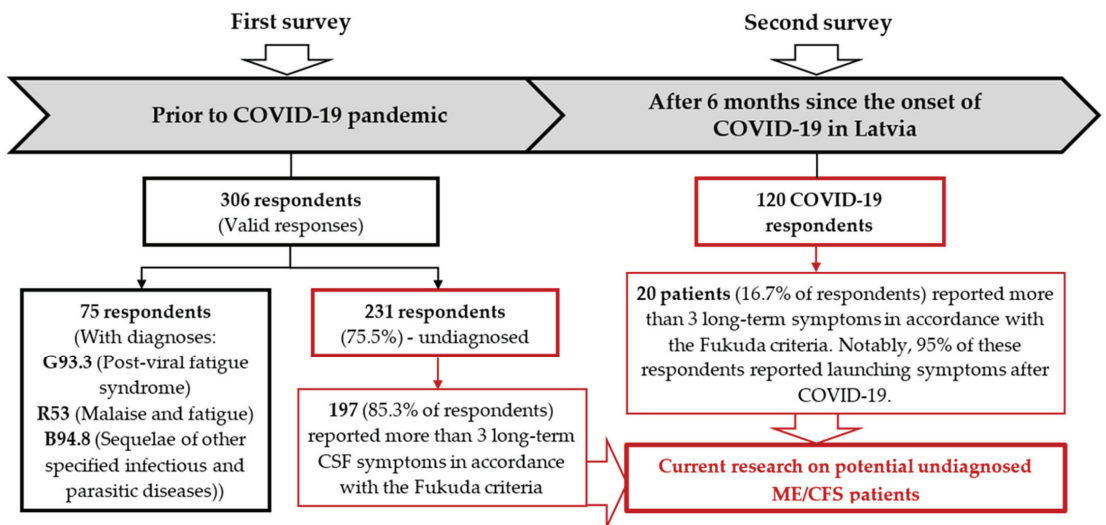 First survey
Second survey
Prior to COVID-19 pandemic
After 6 months since the onset of
COVID-19 in Latvia
306 respondents
(Valid responses)
120 COVID-19
respondents
75 respondents
(With diagnoses:
G93.3 (Post-viral fatigue
syndrome)
R53 (Malaise and fatigue)
B94.8 (Sequelae of other
specified infectious and
parasitic diseases))
231 respondents
(75.5%) - undiagnosed
197 (85.3% of respondents)
reported more than 3 long-term
CSF symptoms in accordance
with the Fukuda criteria
20 patients (16.7% of respondents) reported more
than 3 long-term symptoms in accordance with
the Fukuda criteria. Notably, 95% of these
respondents reported launching symptoms after
COVID-19.
Current research on potential undiagnosed
ME/CFS patients